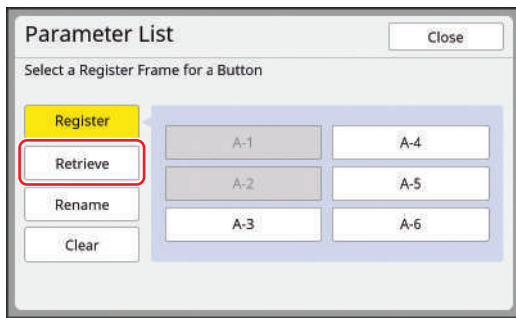 Parameter List
Close
Select a Register Frame for a Button
Register
Retrieve
Rename
Clear
A-1
A-4
A-2
A-5
A-3
A-6